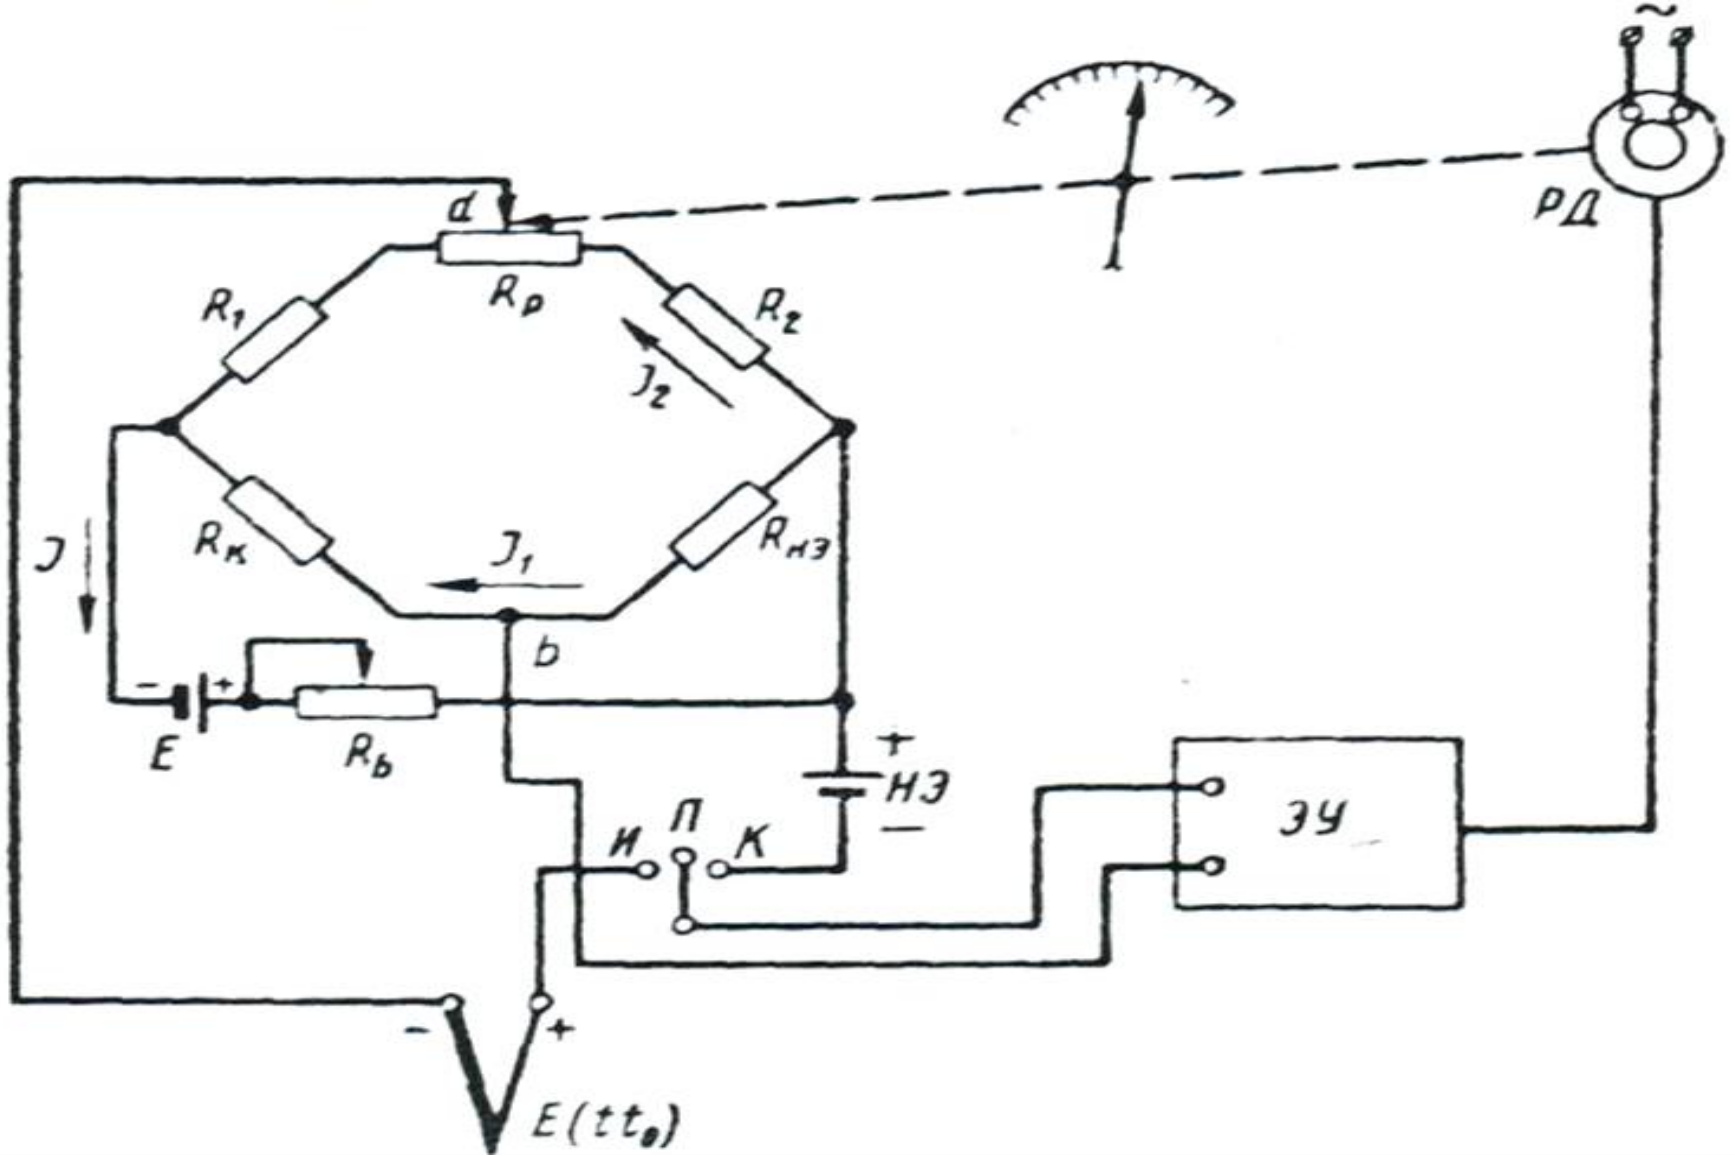 ~
РД
d
Rр
R₁
R₂
J₂
J
Rк
J₁
Rнэ
b
- +
E
Rb
+
НЭ
−
И П К
ЭУ
- +
E(tt₀)